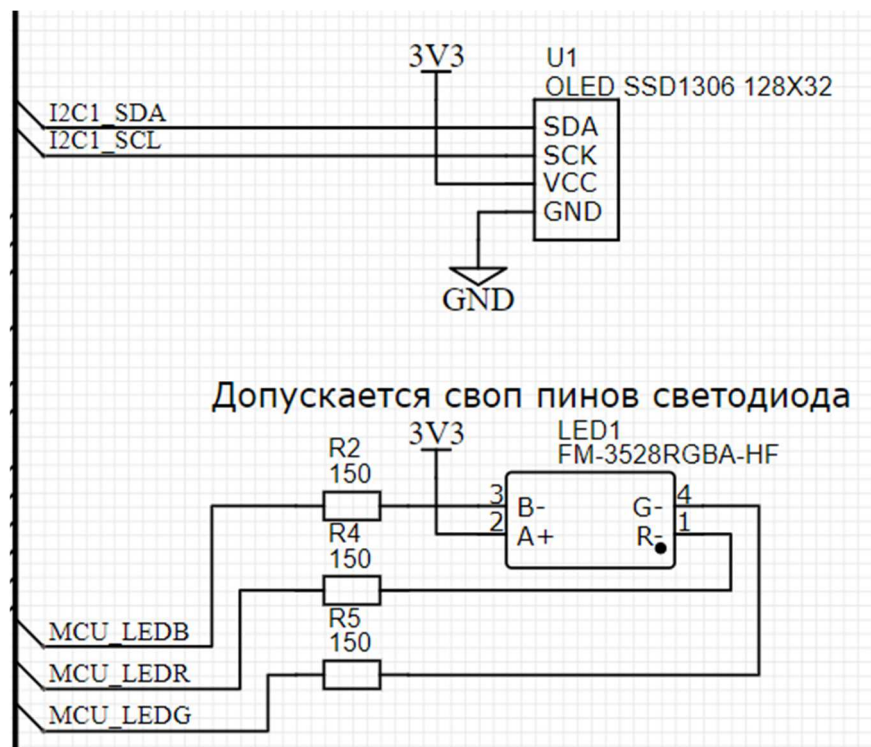 3V3
U1
OLED SSD1306 128X32
I2C1_SDA
I2C1_SCL
SDA
SCK
VCC
GND
GND
Допускается своп пинов светодиода
3V3
LED1
FM-3528RGBA-HF
R2
150
3
B-
G-
4
2
A+
R-
1
R4
150
R5
150
MCU_LEDB
MCU_LEDR
MCU_LEDG